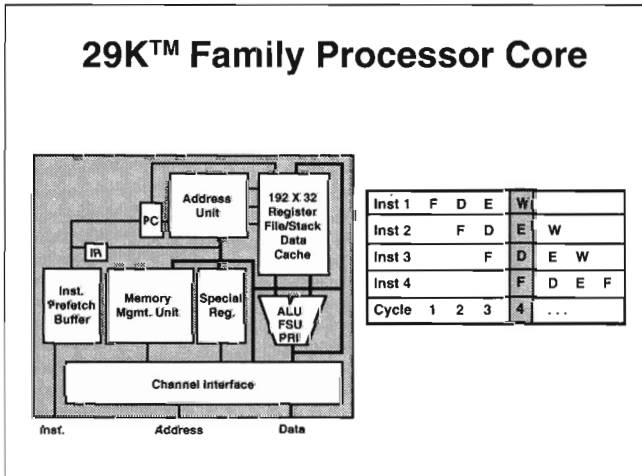 29K™ Family Processor Core
Address
Unit
192 X 32
Register
File/Stack
Data
Cache
PC
IR
Inst.
Prefetch
Buffer
Memory
Mgmt. Unit
Special
Reg.
ALU
FSU
PRI
Channel Interface
Inst. Address Data
Inst 1 F D E W
Inst 2 F D E W
Inst 3 F D E W
Inst 4 F D E F
Cycle 1 2 3 4 ...